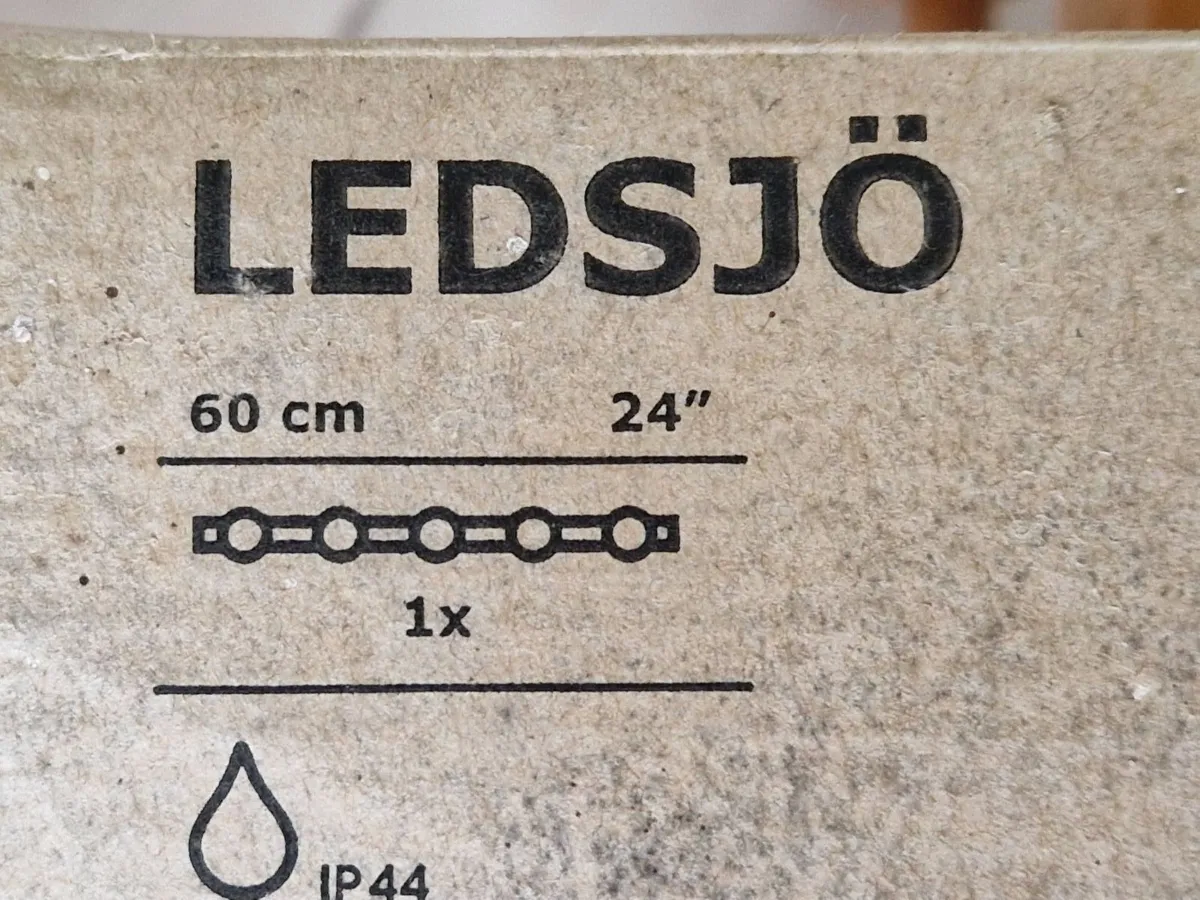 LEDSJÖ
60 cm 24”
1x
IP44